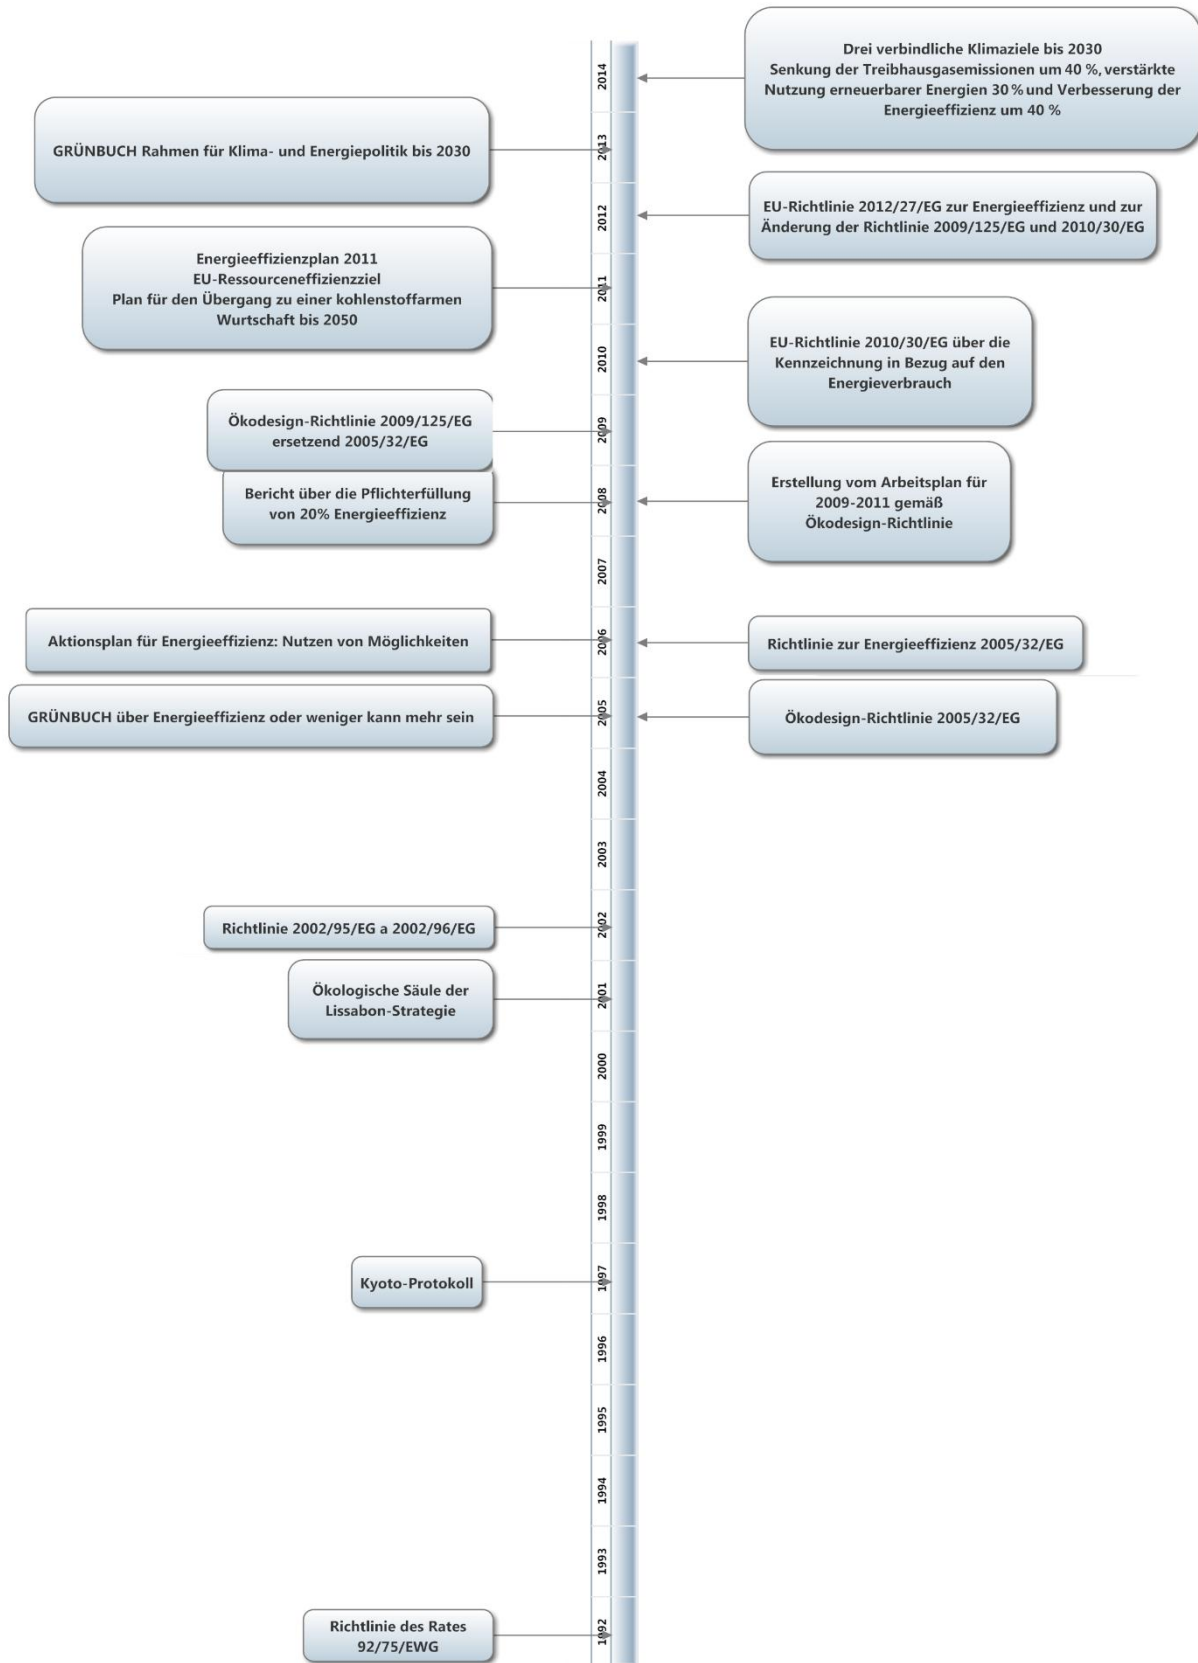 Drei verbindliche Klimaziele bis 2030
Senkung der Treibhausgasemissionen um 40 %, verstärkte
Nutzung erneuerbarer Energien 30 % und Verbesserung der
Energieeffizienz um 40 %
2014
GRÜNBUCH Rahmen für Klima- und Energiepolitik bis 2030
2013
EU-Richtlinie 2012/27/EG zur Energieeffizienz und zur
Änderung der Richtlinie 2009/125/EG und 2010/30/EG
2012
Energieeffizienzplan 2011
EU-Ressourceneffizienzziel
Plan für den Übergang zu einer kohlenstoffarmen
Wurtschaft bis 2050
2011
EU-Richtlinie 2010/30/EG über die
Kennzeichnung in Bezug auf den
Energieverbrauch
2010
Ökodesign-Richtlinie 2009/125/EG
ersetzend 2005/32/EG
2009
Bericht über die Pflichterfüllung
von 20% Energieeffizienz
2008
Erstellung vom Arbeitsplan für
2009-2011 gemäß
Ökodesign-Richtlinie
2007
Aktionsplan für Energieeffizienz: Nutzen von Möglichkeiten
2006
Richtlinie zur Energieeffizienz 2005/32/EG
GRÜNBUCH über Energieeffizienz oder weniger kann mehr sein
2005
Ökodesign-Richtlinie 2005/32/EG
2004
2003
Richtlinie 2002/95/EG a 2002/96/EG
2002
Ökologische Säule der
Lissabon-Strategie
2001
2000
1999
1998
Kyoto-Protokoll
1997
1996
1995
1994
1993
Richtlinie des Rates
92/75/EWG
1992